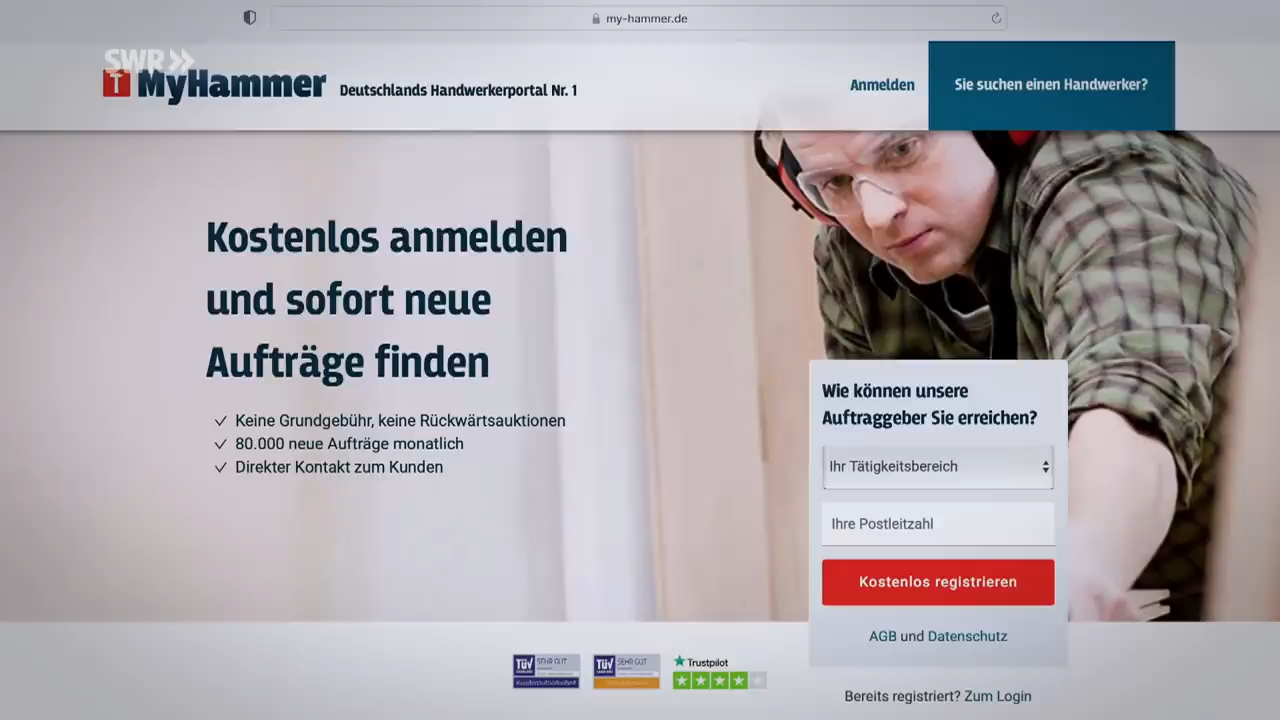 my-hammer.de
SWR
MyHammer
Deutschlands Handwerkerportal Nr. 1
Anmelden
Sie suchen einen Handwerker?
Kostenlos anmelden
und sofort neue
Aufträge finden
✓ Keine Grundgebühr, keine Rückwärtsauktionen
✓ 80.000 neue Aufträge monatlich
✓ Direkter Kontakt zum Kunden
Wie können unsere
Auftraggeber Sie erreichen?
Ihr Tätigkeitsbereich
Ihre Postleitzahl
Kostenlos registrieren
AGB und Datenschutz
TÜV SEHR GUT
Kundenzufriedenheit
TÜV SEHR GUT
Trustpilot
Bereits registriert? Zum Login